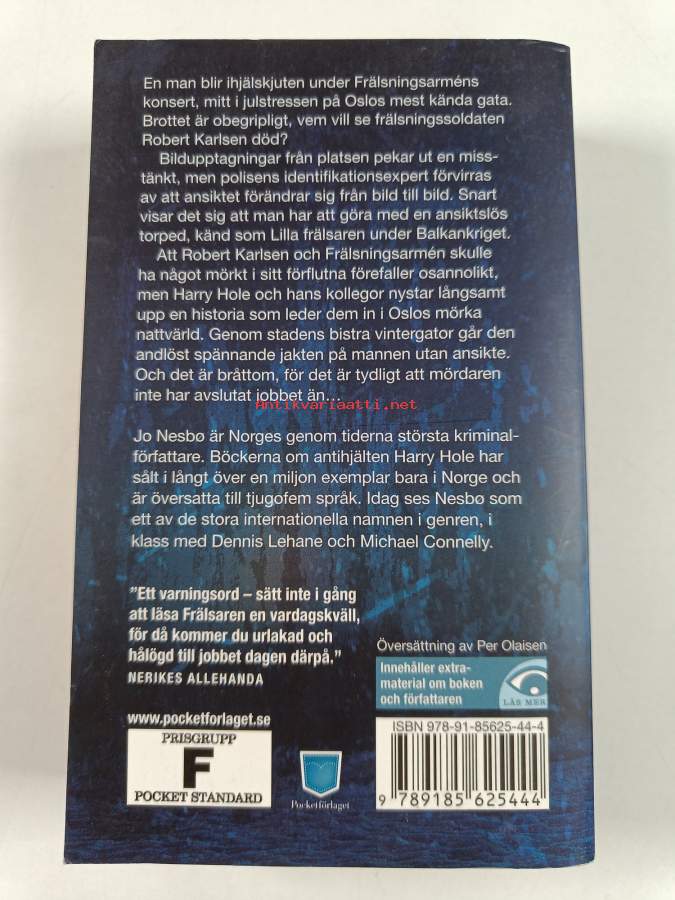 En man blir ihjälskjuten under Frälsningsarméns
konsert, mitt i julstressen på Oslos mest kända gata.
Brottet är obegripligt, vem vill se frälsningssoldaten
Robert Karlsen död?
Bildupptagningar från platsen pekar ut en miss-
tänkt, men polisens identifikationsexpert förvirras
av att ansiktet förändrar sig från bild till bild. Snart
visar det sig att man har att göra med en ansiktslös
torped, känd som Lilla frälsaren under Balkankriget.
Att Robert Karlsen och Frälsningsarmén skulle
ha något mörkt i sitt förflutna förefaller osannolikt,
men Harry Hole och hans kollegor nystar långsamt
upp en historia som leder dem in i Oslos mörka
nattvärld. Genom stadens bistra vintergator går den
andlöst spännande jakten på mannen utan ansikte.
Och det är bråttom, för det är tydligt att mördaren
inte har avslutat jobbet än…
Antikvariaatti.net
Jo Nesbø är Norges genom tiderna största kriminal-
författare. Böckerna om antihjälten Harry Hole har
sålt i långt över en miljon exemplar bara i Norge och
är översatta till tjugofem språk. Idag ses Nesbø som
ett av de stora internationella namnen i genren, i
klass med Dennis Lehane och Michael Connelly.
”Ett varningsord – sätt inte i gång
att läsa Frälsaren en vardagskväll,
för då kommer du urlakad och
hålögd till jobbet dagen därpå.”
NERIKES ALLEHANDA
Översättning av Per Olaisen
Innehåller extra-
material om boken
och författaren
LÄS MER
www.pocketforlaget.se
PRISGRUPP
F
POCKET STANDARD
Pocketförlaget
ISBN 978-91-85625-44-4
9 789185 625444